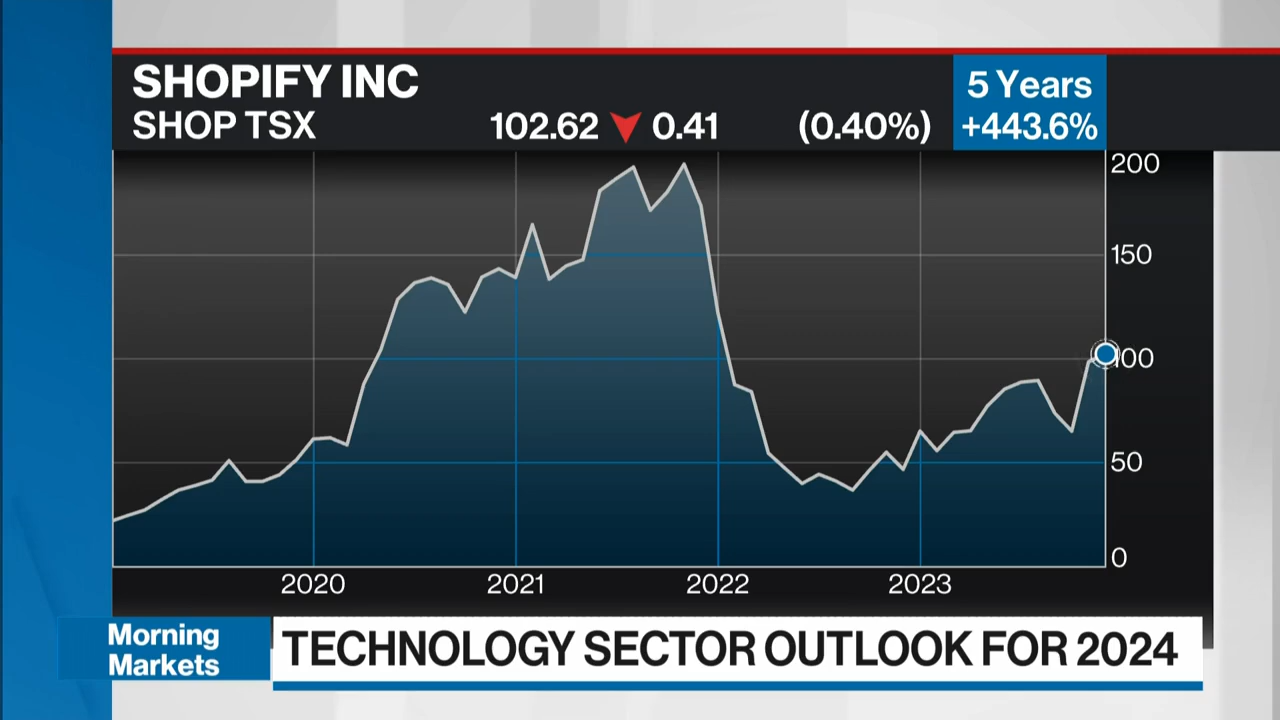 SHOPIFY INC
SHOP TSX
102.62 0.41 (0.40%)
5 Years
+443.6%
200
150
100
50
0
2020 2021 2022 2023
Morning
Markets
TECHNOLOGY SECTOR OUTLOOK FOR 2024